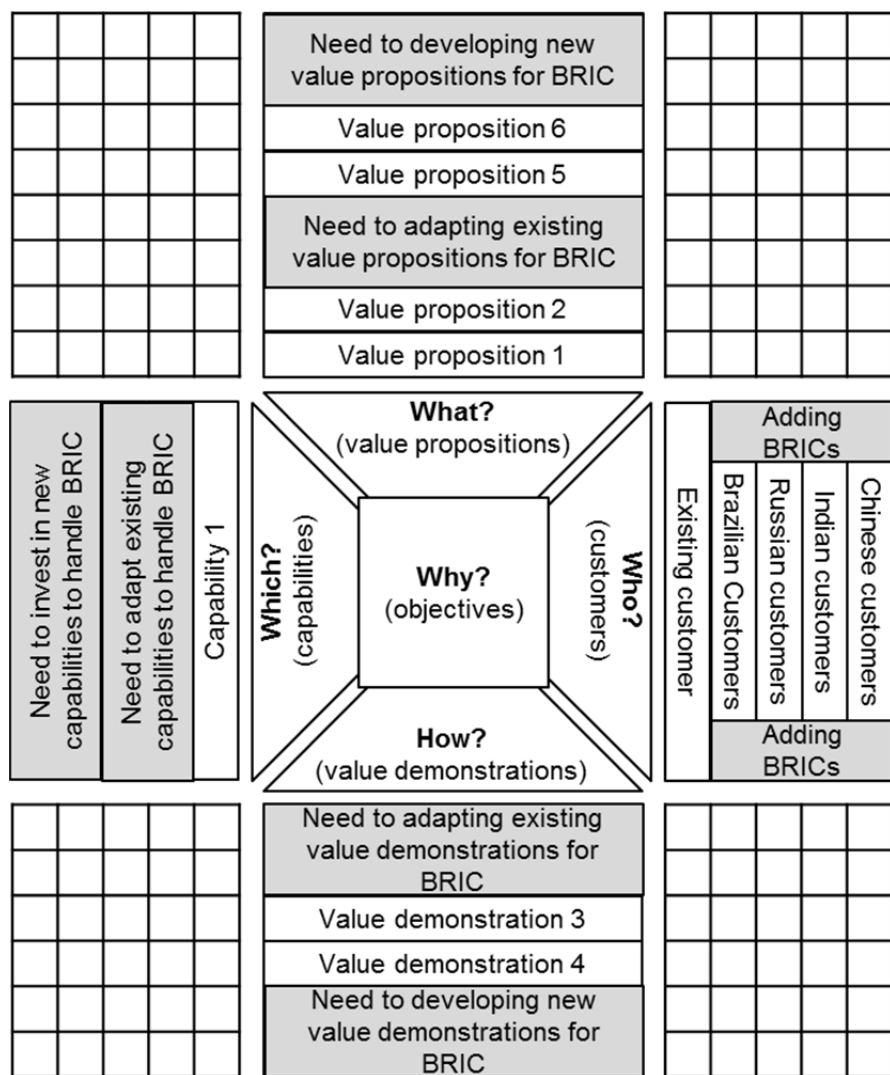 Need to developing new
value propositions for BRIC
Value proposition 6
Value proposition 5
Need to adapting existing
value propositions for BRIC
Value proposition 2
Value proposition 1
Need to invest in new
capabilities to handle BRIC
Need to adapt existing
capabilities to handle BRIC
Capability 1
Which?
(capabilities)
What?
(value propositions)
Why?
(objectives)
How?
(value demonstrations)
Who?
(customers)
Existing customer
Adding
BRICs
Brazilian Customers
Russian customers
Indian customers
Chinese customers
Adding
BRICs
Need to adapting existing
value demonstrations for
BRIC
Value demonstration 3
Value demonstration 4
Need to developing new
value demonstrations for
BRIC